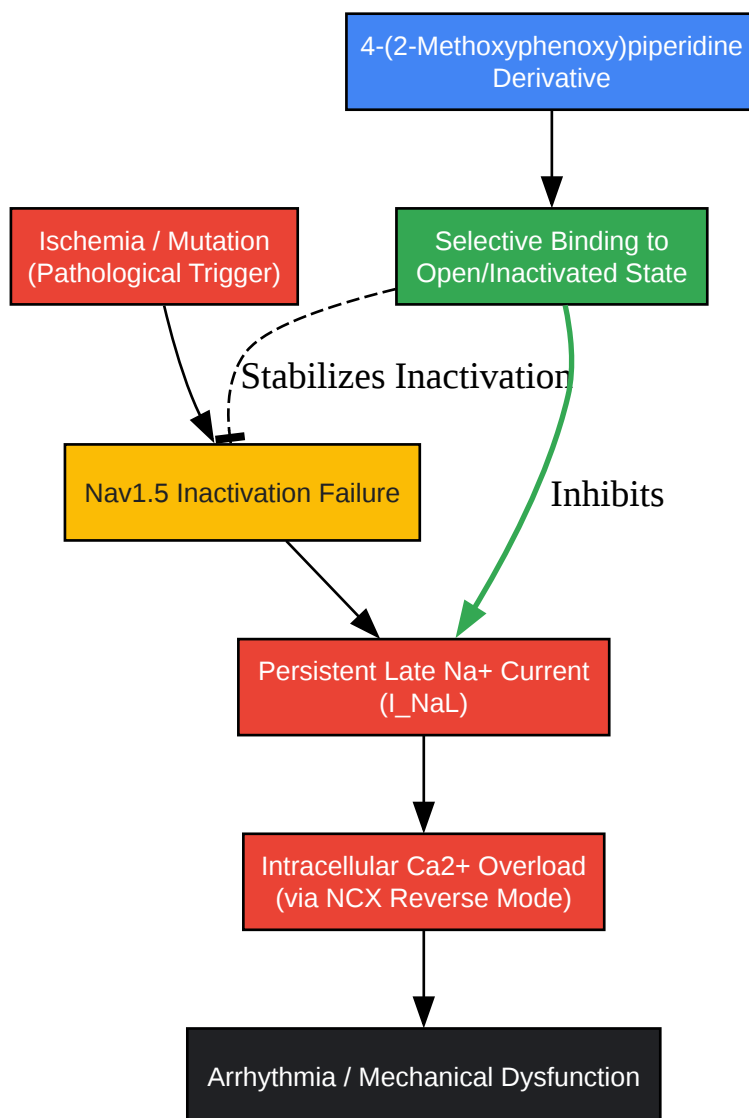 4-(2-Methoxyphenoxy)piperidine
Derivative
Ischemia / Mutation
(Pathological Trigger)
Selective Binding to
Open/Inactivated State
Stabilizes Inactivation
Nav1.5 Inactivation Failure
Inhibits
Persistent Late Na+ Current
(I_NaL)
Intracellular Ca2+ Overload
(via NCX Reverse Mode)
Arrhythmia / Mechanical Dysfunction